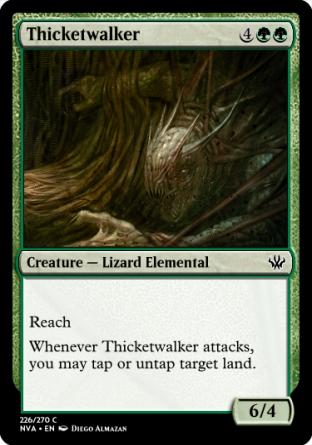 Thicketwalker 4
Creature — Lizard Elemental
Reach
Whenever Thicketwalker attacks,
you may tap or untap target land.
6/4
226/270 C
NVA • EN Diego Almazan